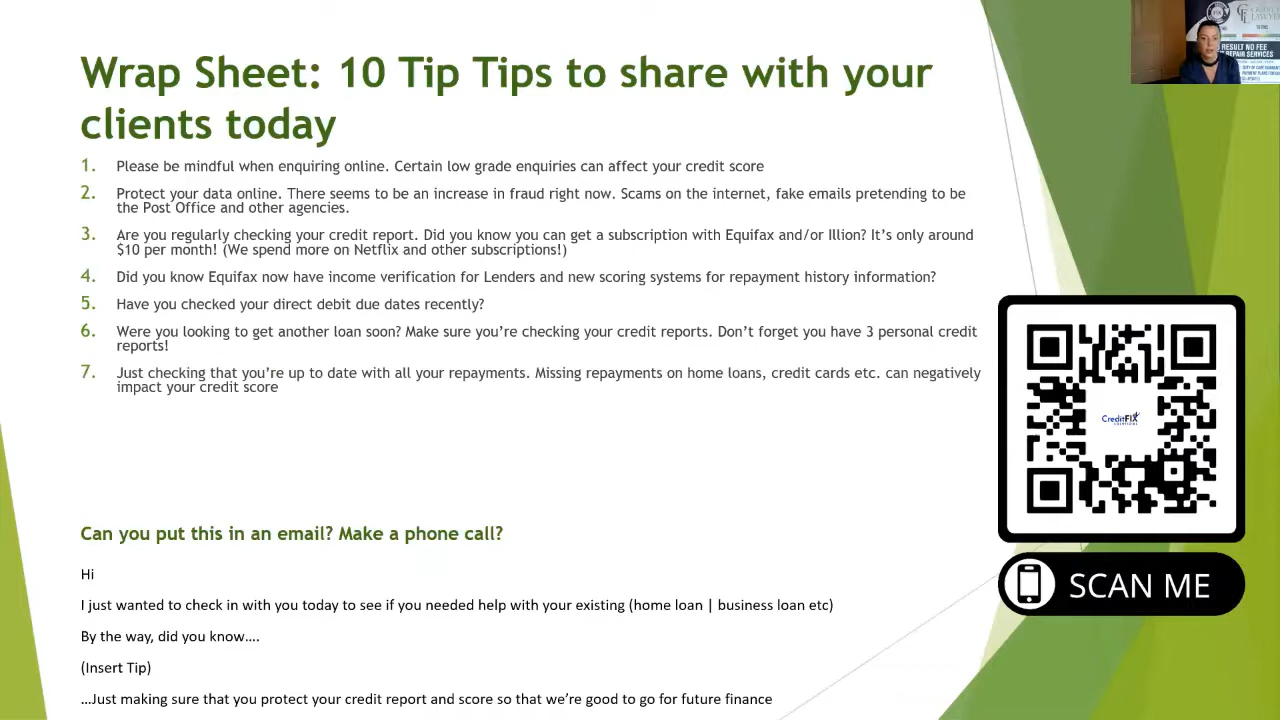 Wrap Sheet: 10 Tip Tips to share with your
clients today
1. Please be mindful when enquiring online. Certain low grade enquiries can affect your credit score
2. Protect your data online. There seems to be an increase in fraud right now. Scams on the internet, fake emails pretending to be
the Post Office and other agencies.
3. Are you regularly checking your credit report. Did you know you can get a subscription with Equifax and/or Illion? It's only around
$10 per month! (We spend more on Netflix and other subscriptions!)
4. Did you know Equifax now have income verification for Lenders and new scoring systems for repayment history information?
5. Have you checked your direct debit due dates recently?
6. Were you looking to get another loan soon? Make sure you're checking your credit reports. Don't forget you have 3 personal credit
reports!
7. Just checking that you're up to date with all your repayments. Missing repayments on home loans, credit cards etc. can negatively
impact your credit score
Can you put this in an email? Make a phone call?
Hi
I just wanted to check in with you today to see if you needed help with your existing (home loan | business loan etc)
By the way, did you know....
(Insert Tip)
…Just making sure that you protect your credit report and score so that we're good to go for future finance
CreditFIX
SOLUTIONS
SCAN ME
RESULT NO FEE
REPAIR SERVICES